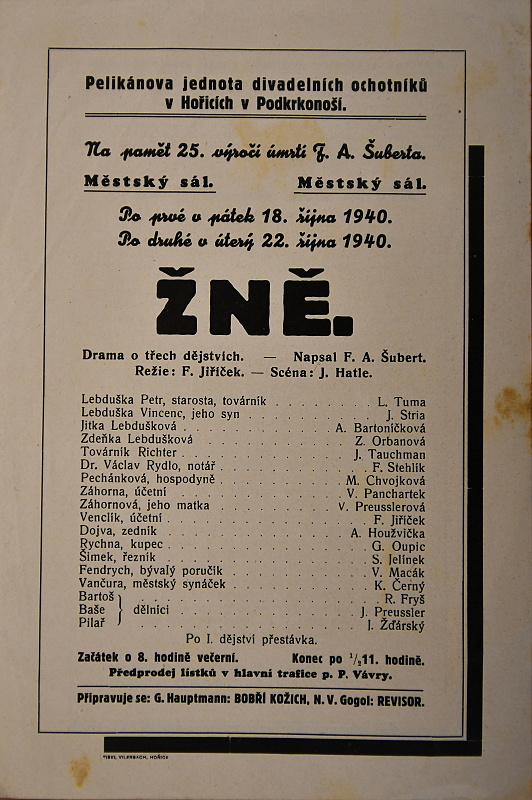 Pelikánova jednota divadelních ochotníků
v Hořicích v Podkrkonoší.
Na pamět 25. výročí úmrtí F. A. Šuberta.
Městský sál. Městský sál.
Po prvé v pátek 18. října 1940.
Po druhé v úterý 22. října 1940.
ŽNĚ.
Drama o třech dějstvích. — Napsal F. A. Šubert.
Režie: F. Jiříček. — Scéna: J. Hatle.
Lebduška Petr, starosta, továrník . . . . . . . . . L. Tuma
Lebduška Vincenc, jeho syn . . . . . . . . . J. Stria
Jitka Lebdušková . . . . . . . . . A. Bartoníčková
Zdeňka Lebdušková . . . . . . . . . Z. Orbanová
Továrník Richter . . . . . . . . . J. Tauchman
Dr. Václav Rydlo, notář . . . . . . . . . F. Stehlík
Pechánková, hospodyně . . . . . . . . . M. Chvojková
Záhorna, účetní . . . . . . . . . V. Panchartek
Záhornová, jeho matka . . . . . . . . . V. Preusslerová
Venclík, účetní . . . . . . . . . F. Jiříček
Dojva, zedník . . . . . . . . . A. Houžvička
Rychna, kupec . . . . . . . . . G. Oupic
Šimek, řezník . . . . . . . . . S. Jelínek
Fendrych, bývalý poručík . . . . . . . . . V. Macák
Vančura, městský synáček . . . . . . . . . K. Černý
Bartoš . . . . . . . . . R. Fryš
Baše } dělníci . . . . . . . . . J. Preussler
Pilař . . . . . . . . . J. Žďárský
Po I. dějství přestávka.
Začátek o 8. hodině večerní. Konec po 1/2 11. hodině.
Předprodej lístků v hlavní trafice p. P. Vávry.
Připravuje se: G. Hauptmann: BOBŘÍ KOŽICH, N. V. Gogol: REVISOR.
VILERBACH, HOŘICE